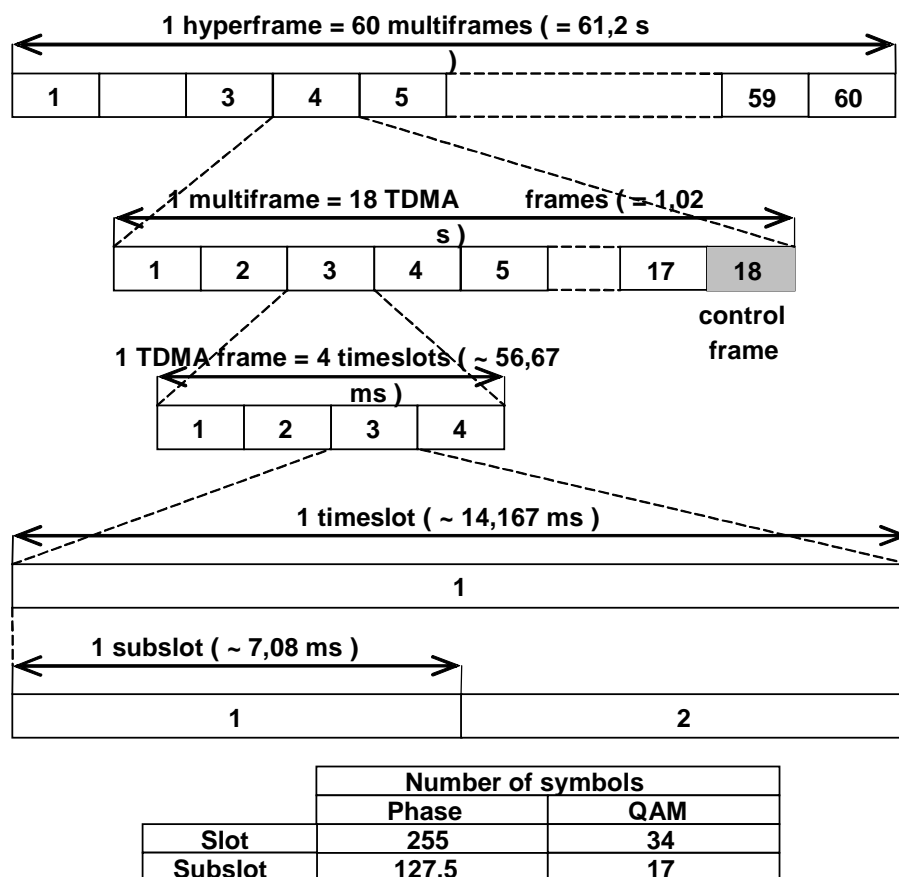 1 hyperframe = 60 multiframes ( = 61,2 s
)
1 3 4 5 59 60
1 multiframe = 18 TDMA frames ( = 1,02
s )
1 2 3 4 5 17 18
control
frame
1 TDMA frame = 4 timeslots ( ~ 56,67
ms )
1 2 3 4
1 timeslot ( ~ 14,167 ms )
1
1 subslot ( ~ 7,08 ms )
1 2
Number of symbols
Phase QAM
Slot 255 34
Subslot 127.5 17